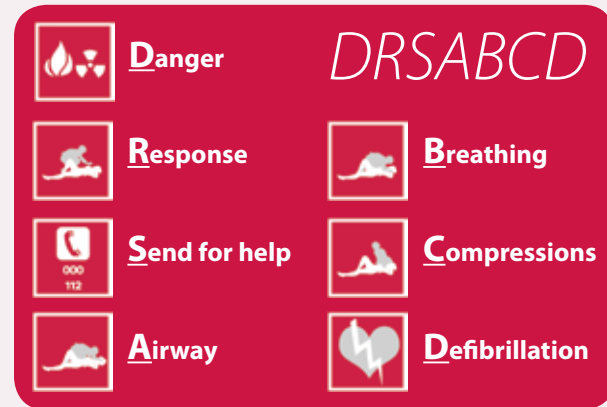 Danger
DRSABCD
Response
Send for help
000
112
Airway
Breathing
Compressions
Defibrillation